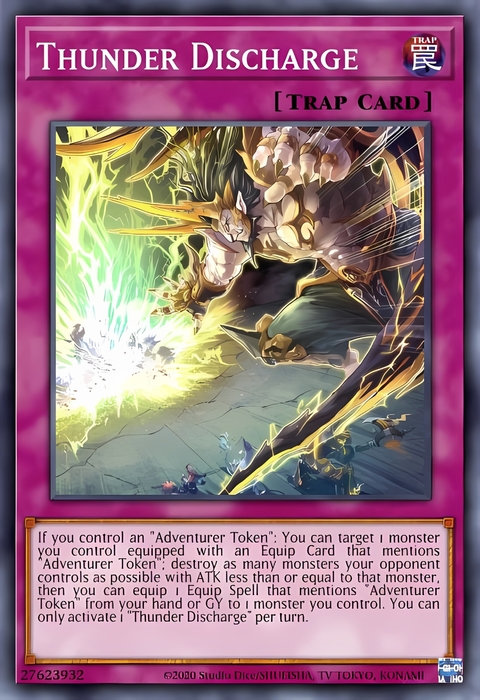 THUNDER DISCHARGE
TRAP
罠
[TRAP CARD]
If you control an "Adventurer Token": You can target 1 monster
you control equipped with an Equip Card that mentions
"Adventurer Token"; destroy as many monsters your opponent
controls as possible with ATK less than or equal to that monster,
then you can equip 1 Equip Spell that mentions "Adventurer
Token" from your hand or GY to 1 monster you control. You can
only activate 1 "Thunder Discharge" per turn.
27623932
©2020 Studio Dice/SHUEISHA, TV TOKYO, KONAMI